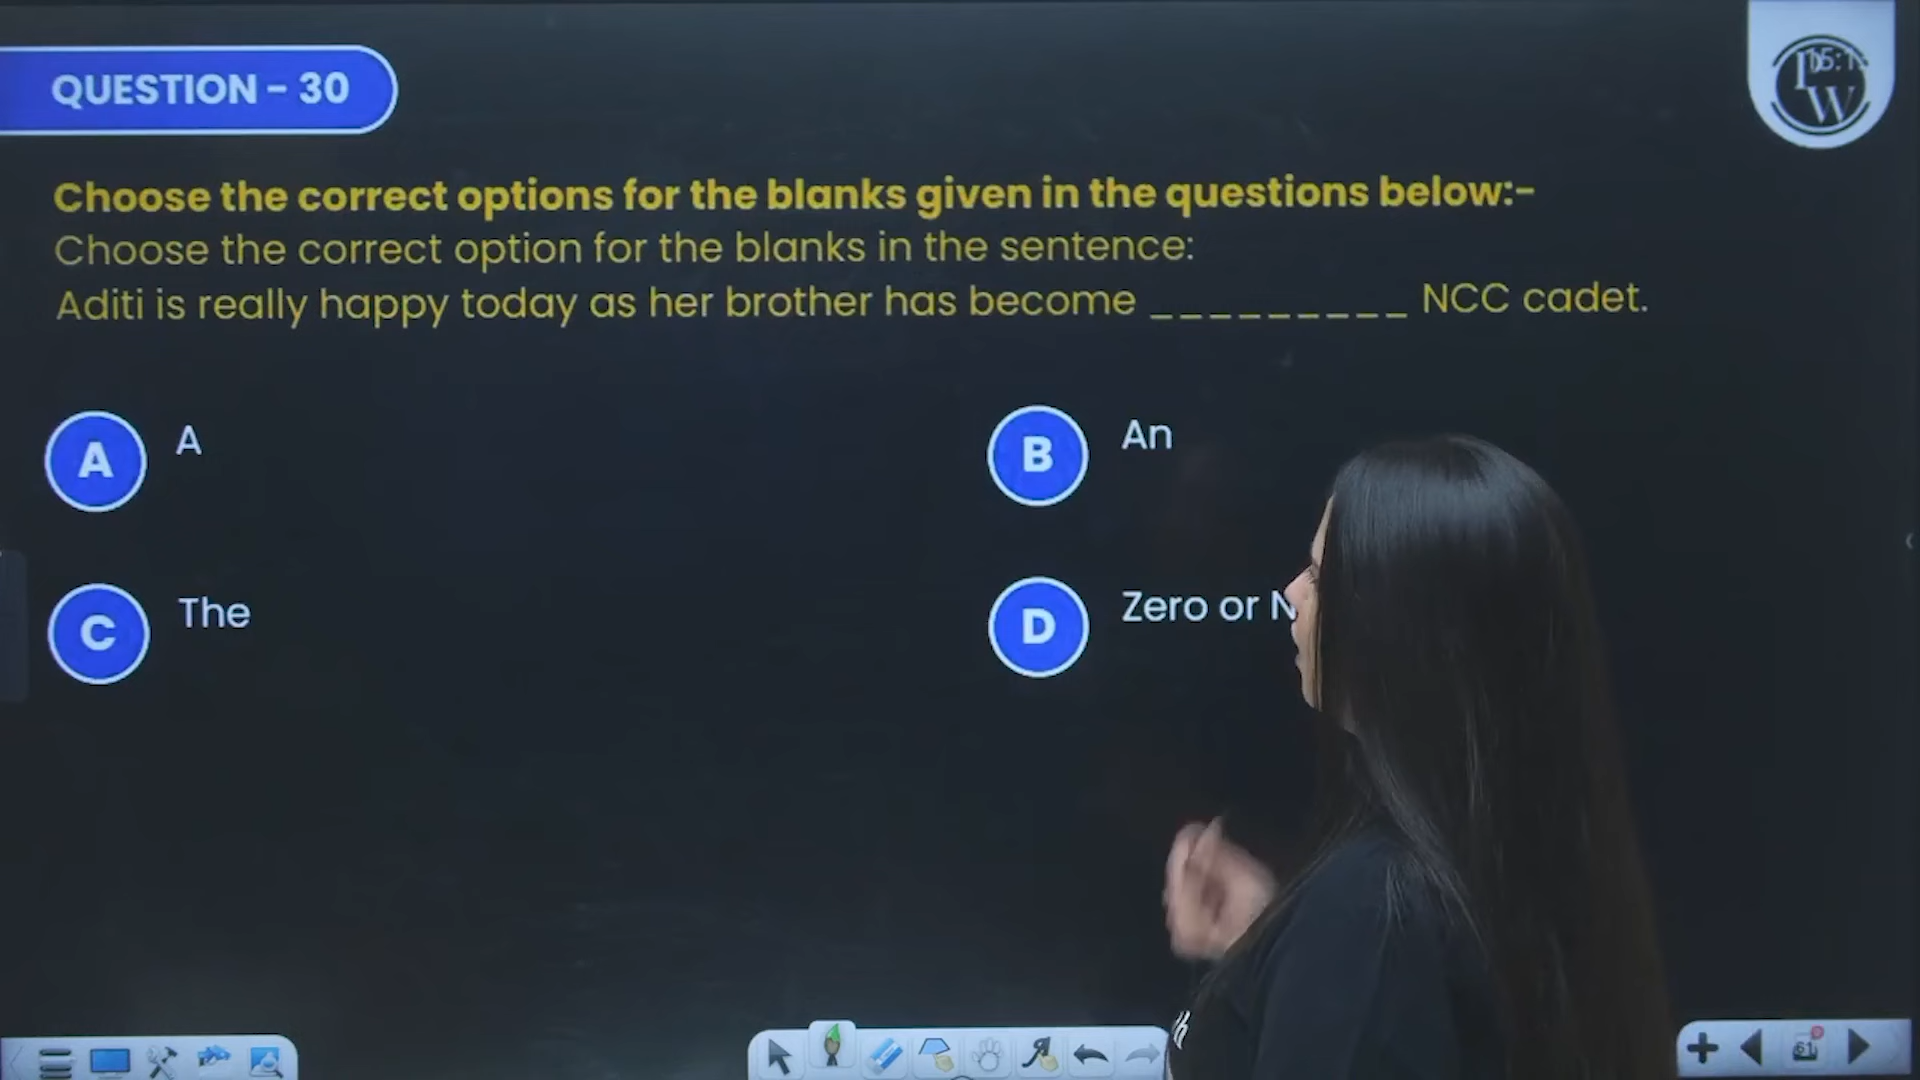 QUESTION - 30
Choose the correct options for the blanks given in the questions below:-
Choose the correct option for the blanks in the sentence:
Aditi is really happy today as her brother has become _________ NCC cadet.
A A
B An
C The
D Zero or
61